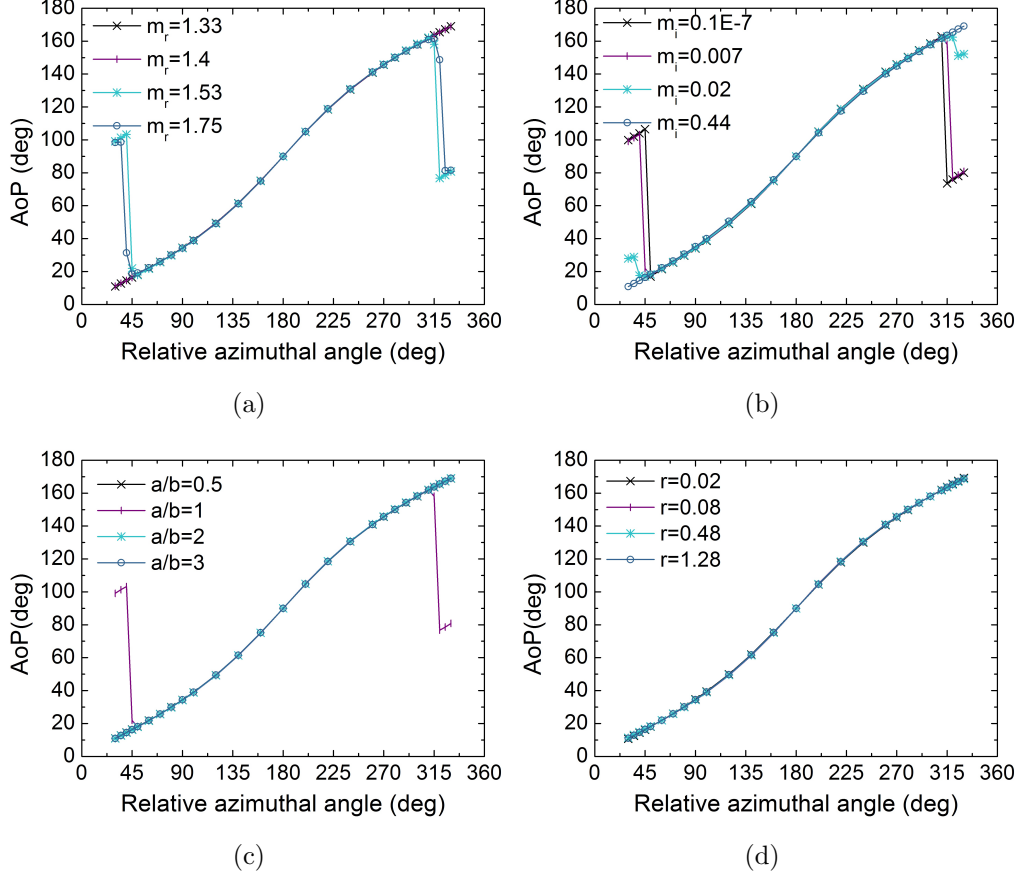 180
160
140
120
100
80
60
40
20
0
AoP (deg)
m_r=1.33
m_r=1.4
m_r=1.53
m_r=1.75
0 45 90 135 180 225 270 315 360
Relative azimuthal angle (deg)
(a)
180
160
140
120
100
80
60
40
20
0
AoP (deg)
m_i=0.1E-7
m_i=0.007
m_i=0.02
m_i=0.44
0 45 90 135 180 225 270 315 360
Relative azimuthal angle (deg)
(b)
180
160
140
120
100
80
60
40
20
0
AoP(deg)
a/b=0.5
a/b=1
a/b=2
a/b=3
0 45 90 135 180 225 270 315 360
Relative azimuthal angle (deg)
(c)
180
160
140
120
100
80
60
40
20
0
AoP(deg)
r=0.02
r=0.08
r=0.48
r=1.28
0 45 90 135 180 225 270 315 360
Relative azimuthal angle (deg)
(d)